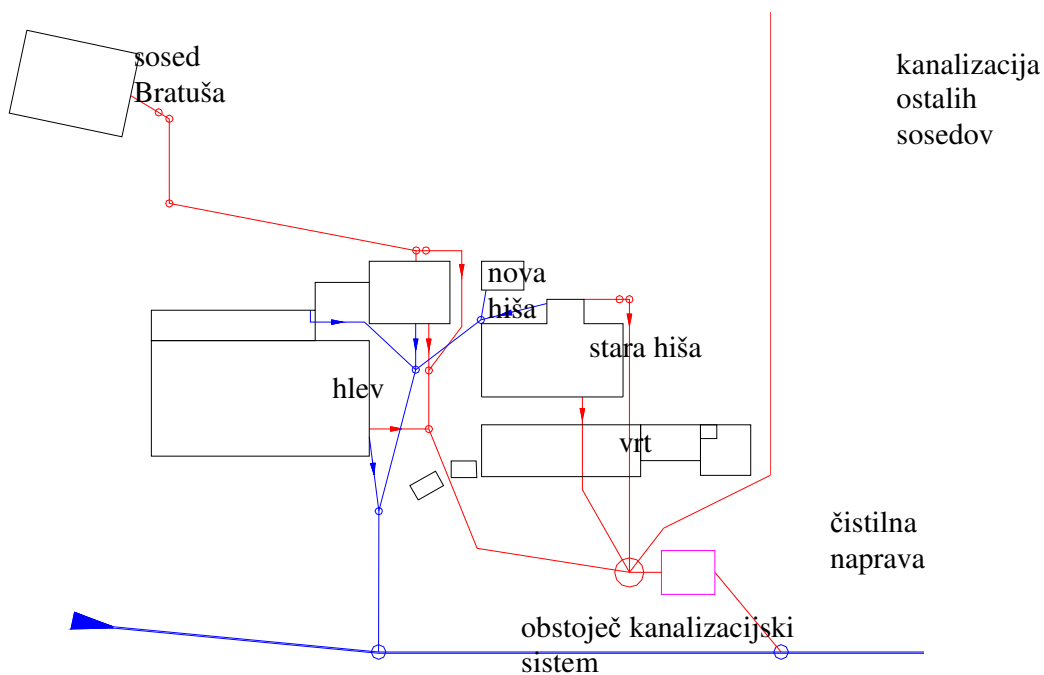 sosed
Bratuša
kanalizacija
ostalih
sosedov
nova
hiša
stara hiša
hlev
vrt
čistilna
naprava
obstoječ kanalizacijski
sistem